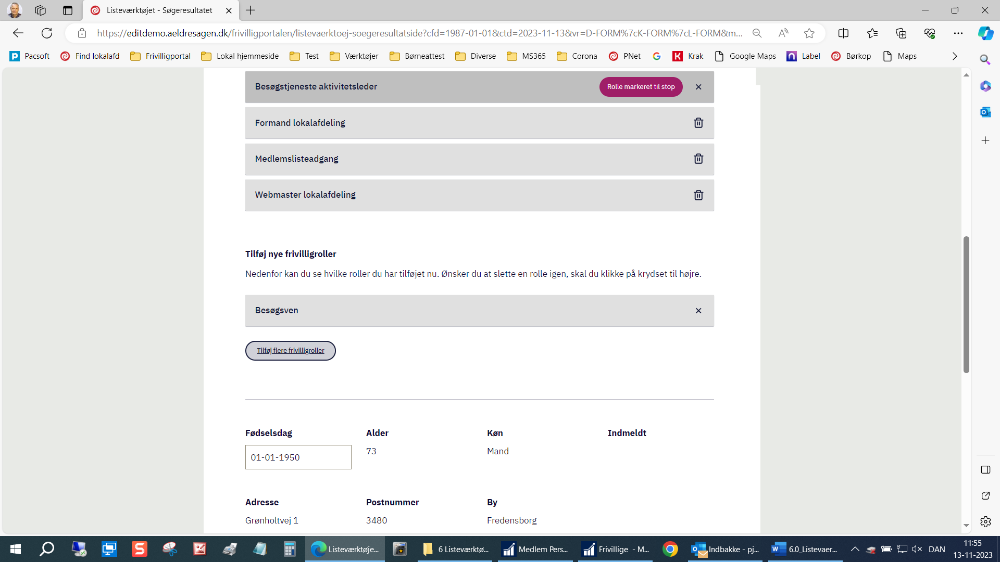 Listeværktøjet - Søgeresultatet
https://editdemo.aeldresagen.dk/frivilligportalen/listevaerktoej-soegeresultatside?cfd=1987-01-01&ctd=2023-11-13&vr=D-FORM%7cK-FORM%7cL-FORM&m...
Pacsoft Find lokalafd Frivilligportal Lokal hjemmeside Test Værktøjer Børneattest Diverse MS365 Corona PNet Krak Google Maps Label Børkop Maps
Besøgstjeneste aktivitetsleder Rolle markeret til stop
Formand lokalafdeling
Medlemslisteadgang
Webmaster lokalafdeling
Tilføj nye frivilligroller
Nedenfor kan du se hvilke roller du har tilføjet nu. Ønsker du at slette en rolle igen, skal du klikke på krydset til højre.
Besøgsven
Tilføj flere frivilligroller
Fødselsdag Alder Køn Indmeldt
01-01-1950 73 Mand
Adresse Postnummer By
Grønholtvej 1 3480 Fredensborg
Listeværktøje... 6 Listeværktø... Medlem Pers... Frivillige - M... Indbakke - pj... 6.0_Listevaer... DAN 11:55
13-11-2023